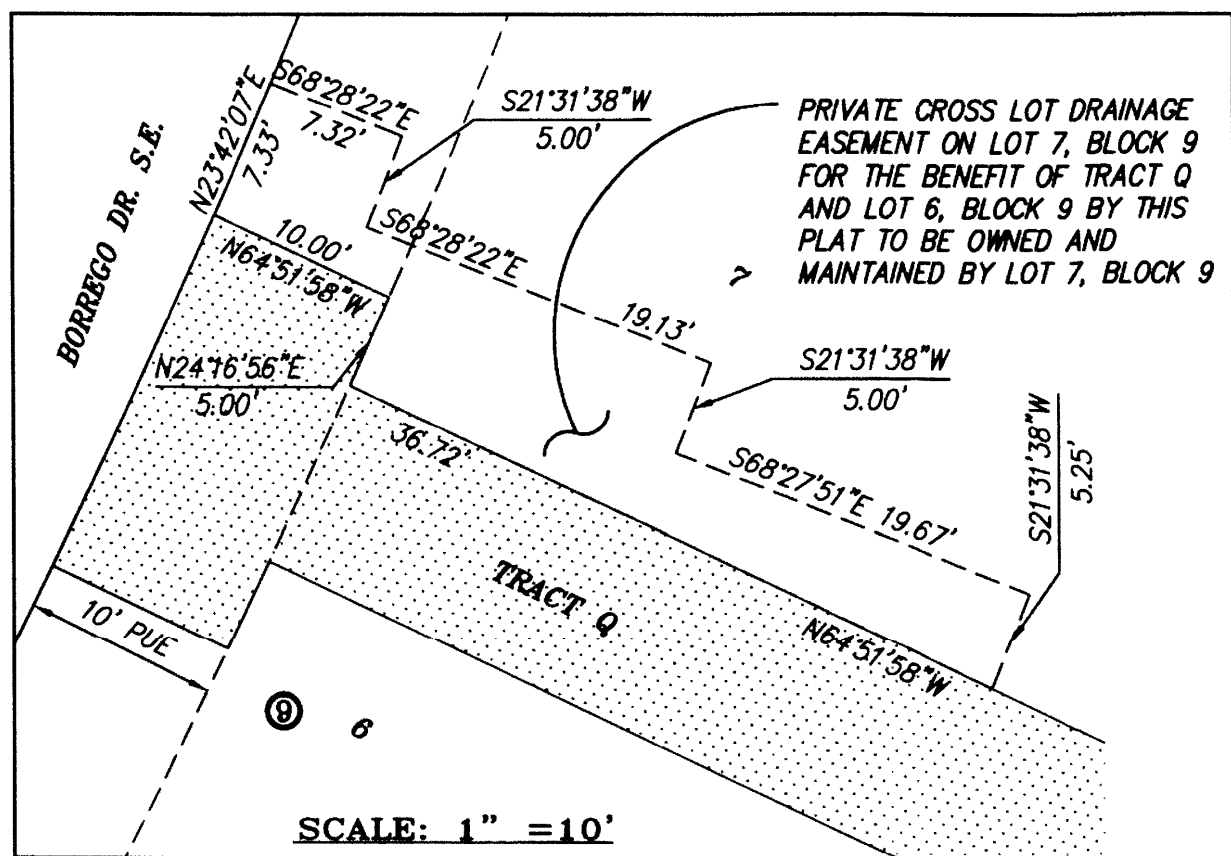 BORREGO DR. S.E.
N23°42'07"E
7.33'
S68°28'22"E
7.32'
S21°31'38"W
5.00'
PRIVATE CROSS LOT DRAINAGE
EASEMENT ON LOT 7, BLOCK 9
FOR THE BENEFIT OF TRACT Q
AND LOT 6, BLOCK 9 BY THIS
PLAT TO BE OWNED AND
MAINTAINED BY LOT 7, BLOCK 9
7
10.00'
N64°51'58"W
S68°28'22"E
19.13'
N24°16'56"E
5.00'
S21°31'38"W
5.00'
36.72'
S68°27'51"E 19.67'
S21°31'38"W
5.25'
TRACT Q
N64°51'58"W
10' PUE
9 6
SCALE: 1" =10'